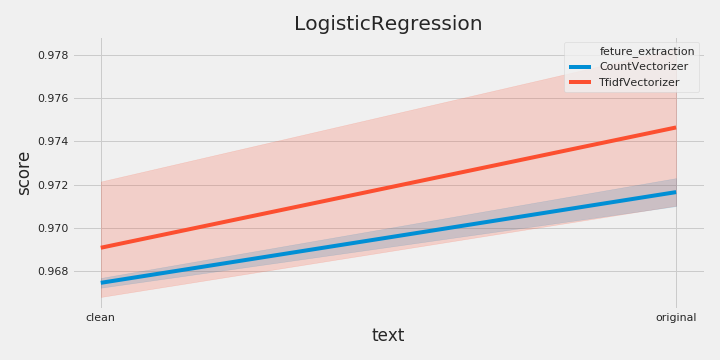 LogisticRegression
feture_extraction
CountVectorizer
TfidfVectorizer
0.978
0.976
0.974
0.972
0.970
0.968
score
clean
original
text